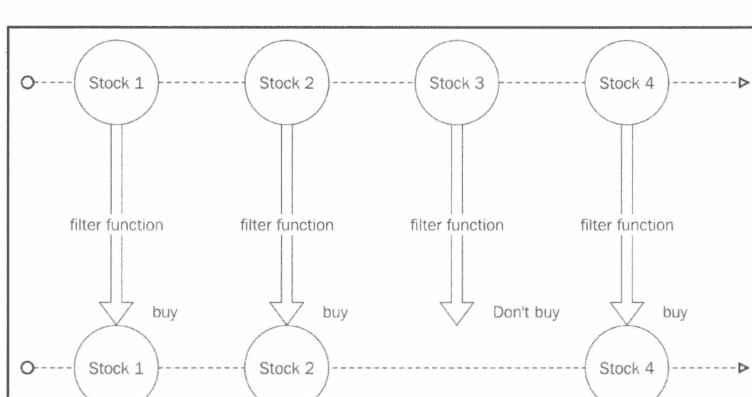 Stock 1 Stock 2 Stock 3 Stock 4
filter function filter function filter function filter function
buy buy Don't buy buy
Stock 1 Stock 2 Stock 4